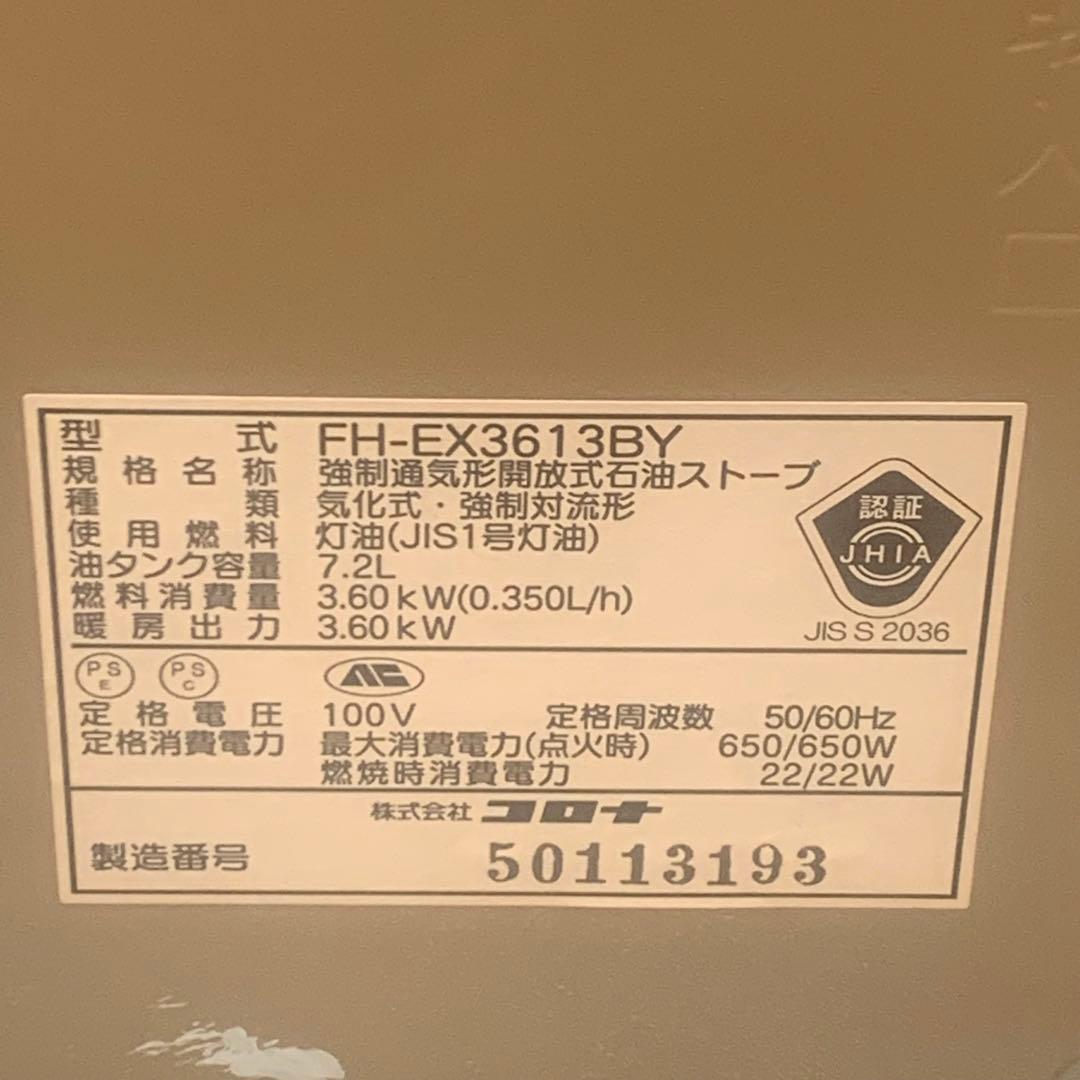 型式 FH-EX3613BY
規格名称 強制通気形開放式石油ストーブ
種類 気化式・強制対流形
使用燃料 灯油(JIS1号灯油)
油タンク容量 7.2L
燃料消費量 3.60kW(0.350L/h)
暖房出力 3.60kW
認証
JHIA
JIS S 2036
PS E PS C
定格電圧 100V 定格周波数 50/60Hz
定格消費電力 最大消費電力(点火時) 650/650W
燃焼時消費電力 22/22W
株式会社 コロナ
製造番号 50113193